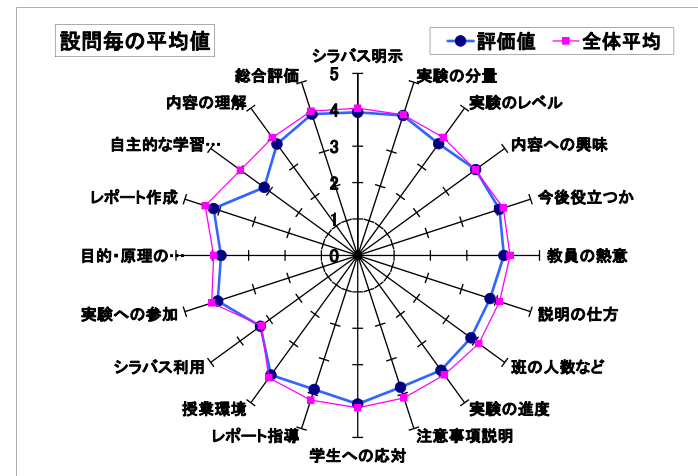 設問毎の平均値
評価値
全体平均
シラバス明示
実験の分量
実験のレベル
内容への興味
今後役立つか
教員の熱意
説明の仕方
班の人数など
実験の進度
注意事項説明
学生への応対
レポート指導
授業環境
シラバス利用
実験への参加
目的・原理の…
レポート作成
自主的な学習…
内容の理解
総合評価
5
4
3
2
1
0